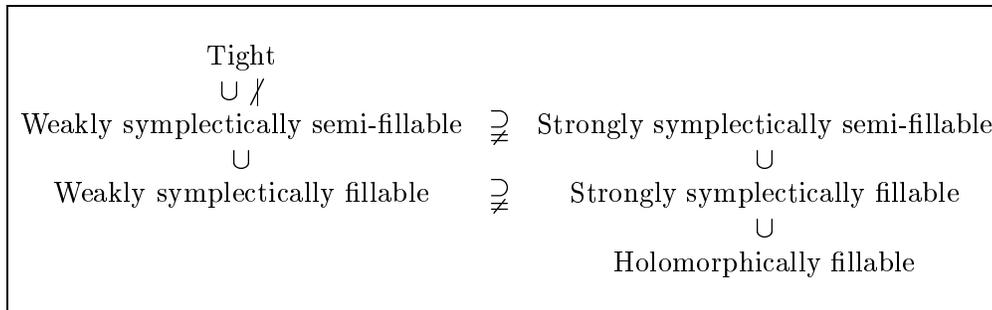 Tight
∪ ∤
Weakly symplectically semi-fillable ⊋ Strongly symplectically semi-fillable
∪ ∪
Weakly symplectically fillable ⊋ Strongly symplectically fillable
∪
Holomorphically fillable